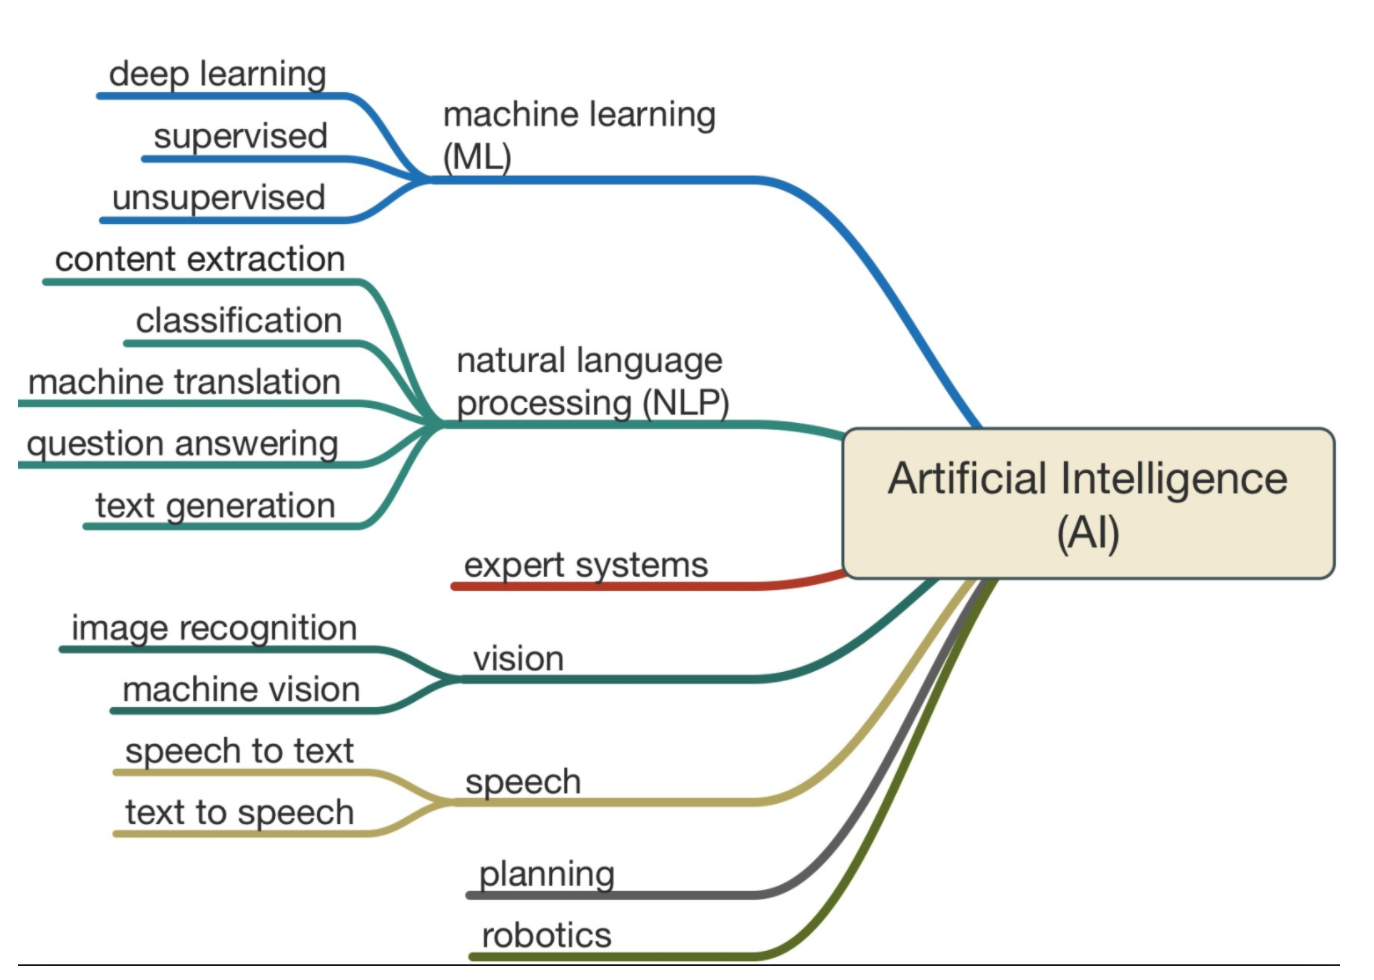 deep learning
supervised
unsupervised
machine learning
(ML)
content extraction
classification
machine translation
question answering
text generation
natural language
processing (NLP)
expert systems
image recognition
machine vision
vision
speech to text
text to speech
speech
planning
robotics
Artificial Intelligence
(AI)